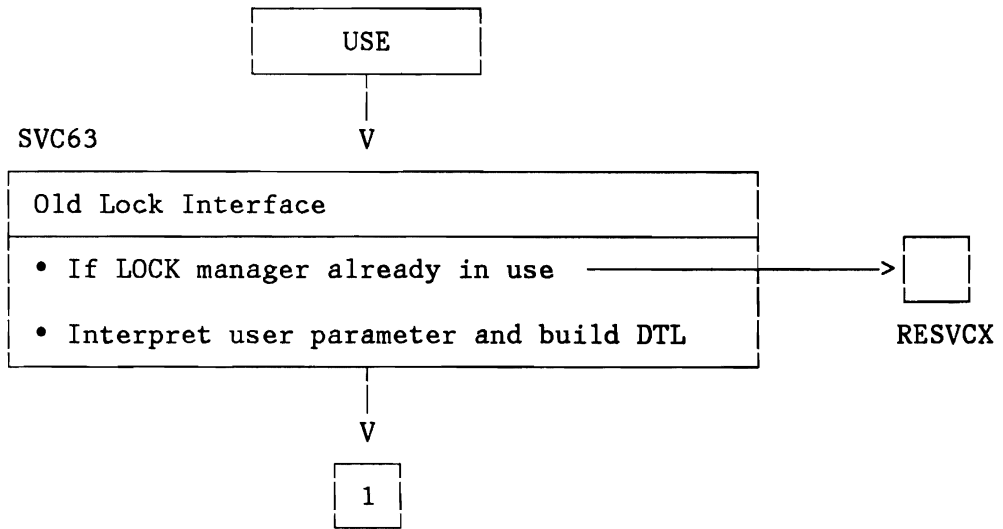 USE
V
SVC63
Old Lock Interface
• If LOCK manager already in use
>
RESVCX
• Interpret user parameter and build DTL
V
1